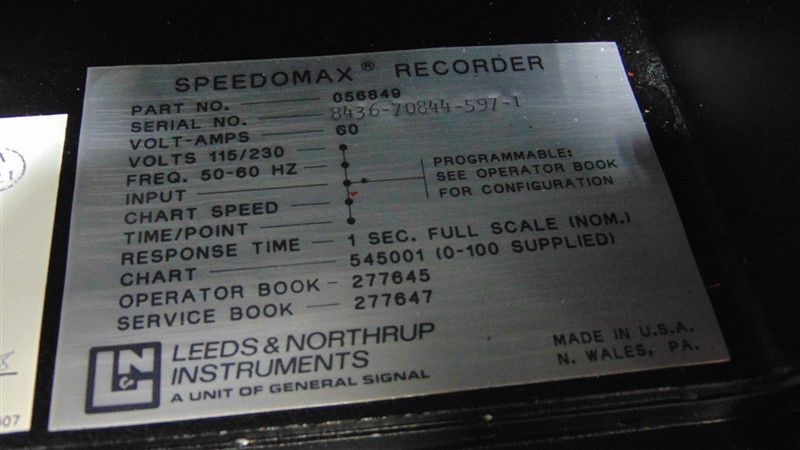 SPEEDOMAX® RECORDER
PART NO. 056849
SERIAL NO. 8436-70844-597-1
VOLT-AMPS 60
VOLTS 115/230
FREQ. 50-60 HZ
INPUT
CHART SPEED
TIME/POINT
PROGRAMMABLE:
SEE OPERATOR BOOK
FOR CONFIGURATION
RESPONSE TIME — 1 SEC. FULL SCALE (NOM.)
CHART 545001 (0-100 SUPPLIED)
OPERATOR BOOK - 277645
SERVICE BOOK — 277647
L&N
LEEDS & NORTHRUP
INSTRUMENTS
A UNIT OF GENERAL SIGNAL
MADE IN U.S.A.
N. WALES, PA.